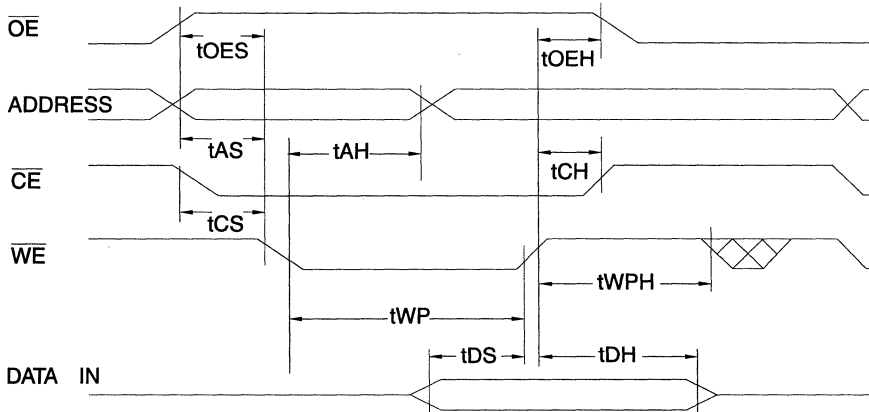 OE
tOES
tOEH
ADDRESS
tAS
tAH
CE
tCH
tCS
WE
tWPH
tWP
tDS
tDH
DATA IN